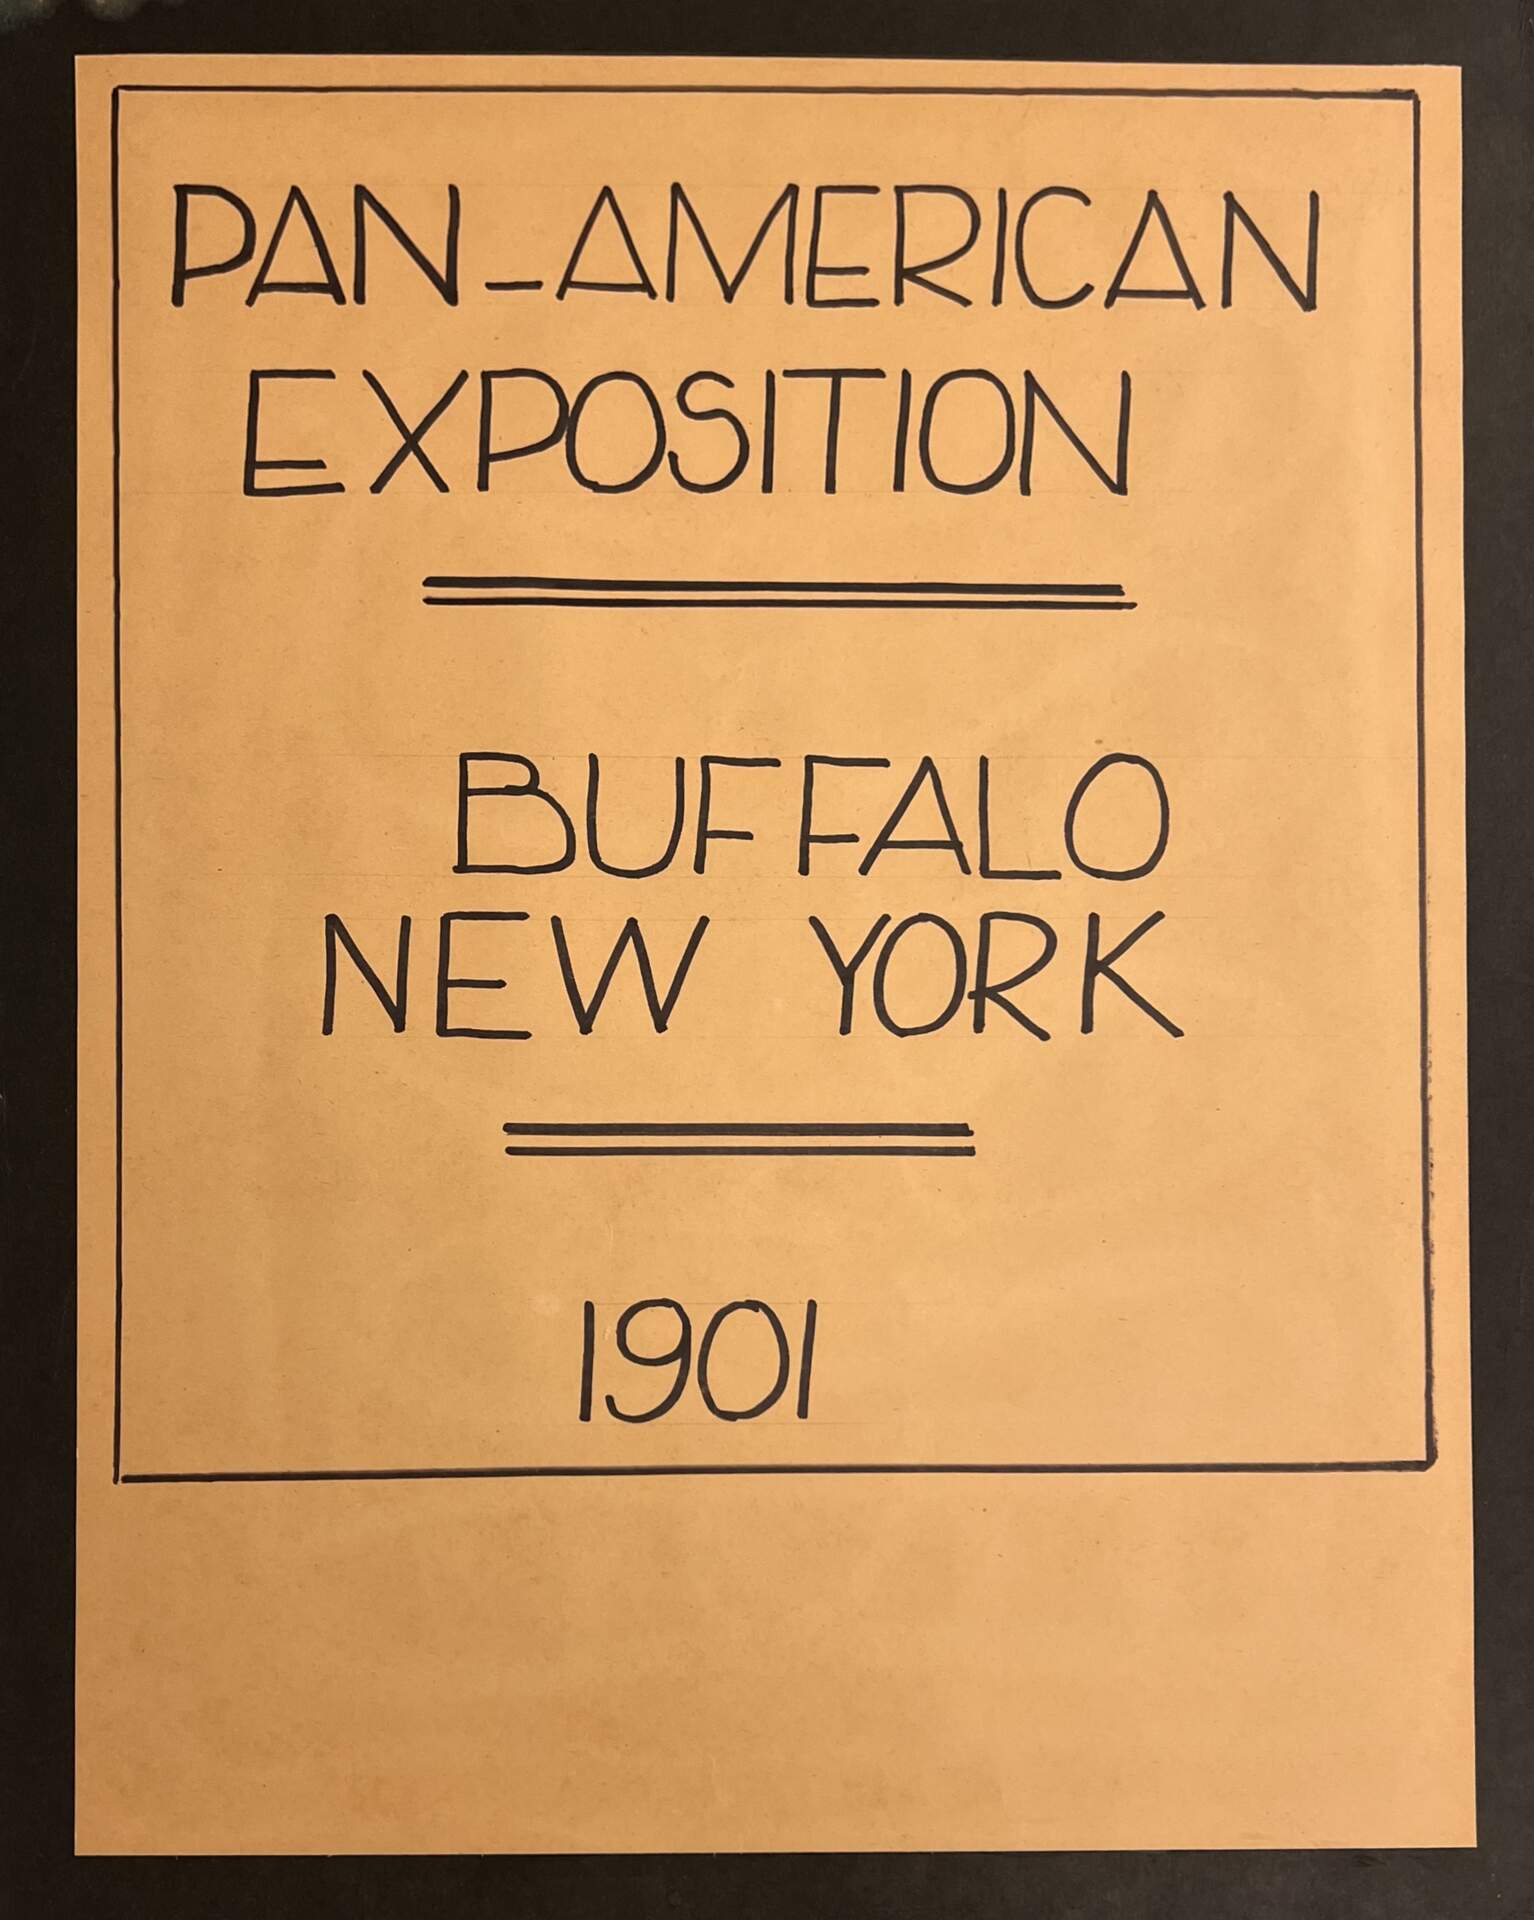 PAN-AMERICAN
EXPOSITION
BUFFALO
NEW YORK
1901